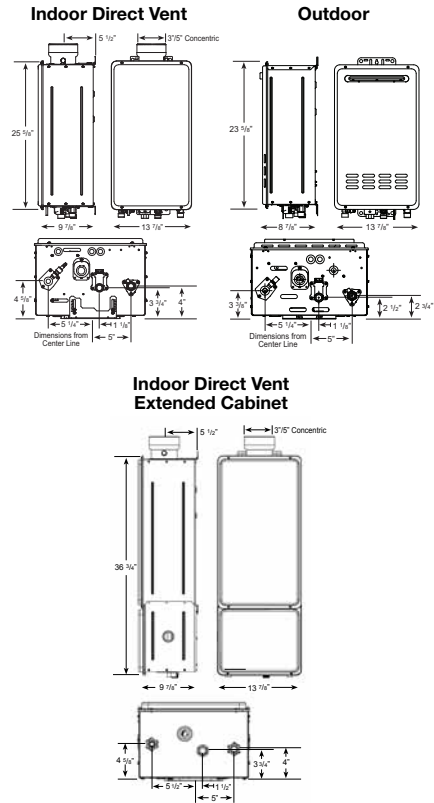 Indoor Direct Vent
5 1/2"
3"/5" Concentric
25 5/8"
9 7/8"
13 7/8"
4 5/8"
3 3/4"
4"
5 1/4"
1 1/8"
5"
Dimensions from
Center Line
Outdoor
23 5/8"
8 7/8"
13 7/8"
3 3/8"
2 1/2"
2 3/4"
5 1/4"
1 1/8"
5"
Dimensions from
Center Line
Indoor Direct Vent
Extended Cabinet
5 1/2"
3"/5" Concentric
36 3/4"
9 7/8"
13 7/8"
4 5/8"
3 3/4"
4"
5 1/2"
1 1/2"
5"